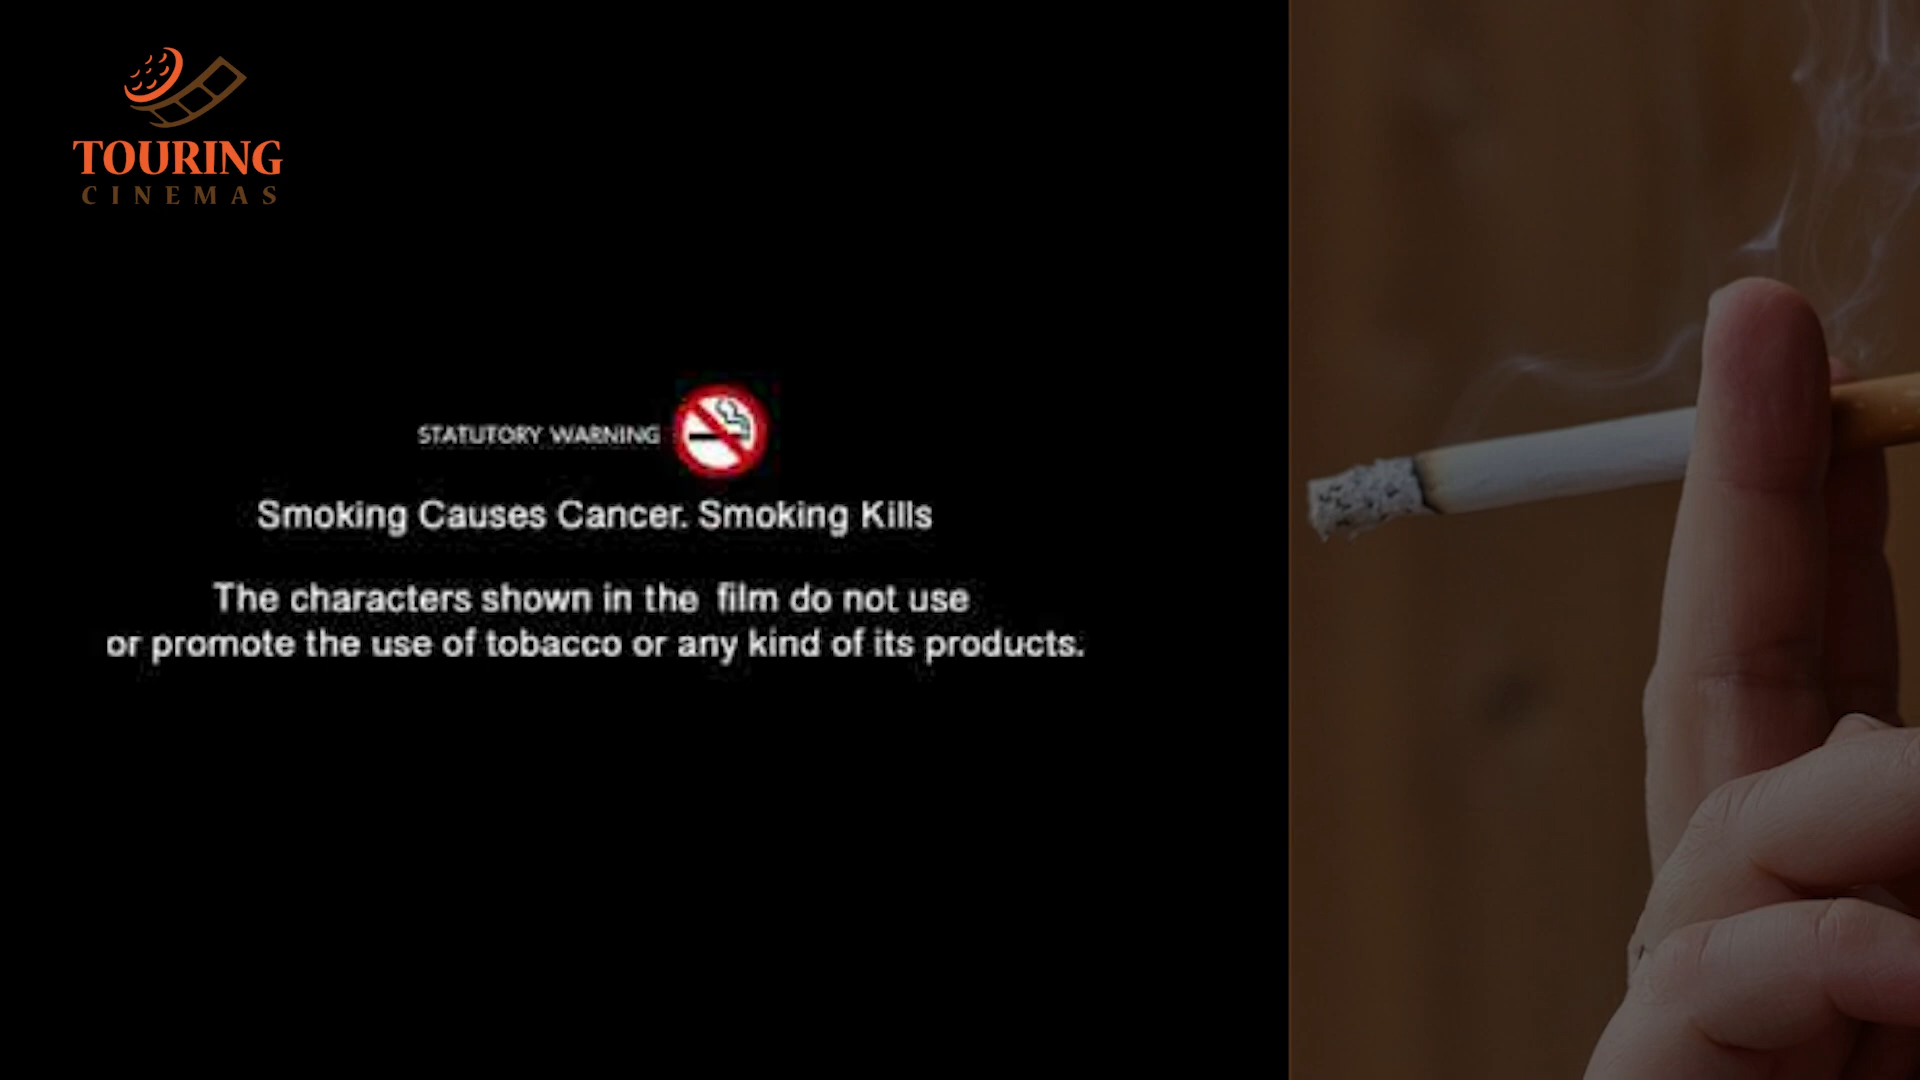 TOURING
CINEMAS
STATUTORY WARNING
Smoking Causes Cancer. Smoking Kills
The characters shown in the film do not use
or promote the use of tobacco or any kind of its products.